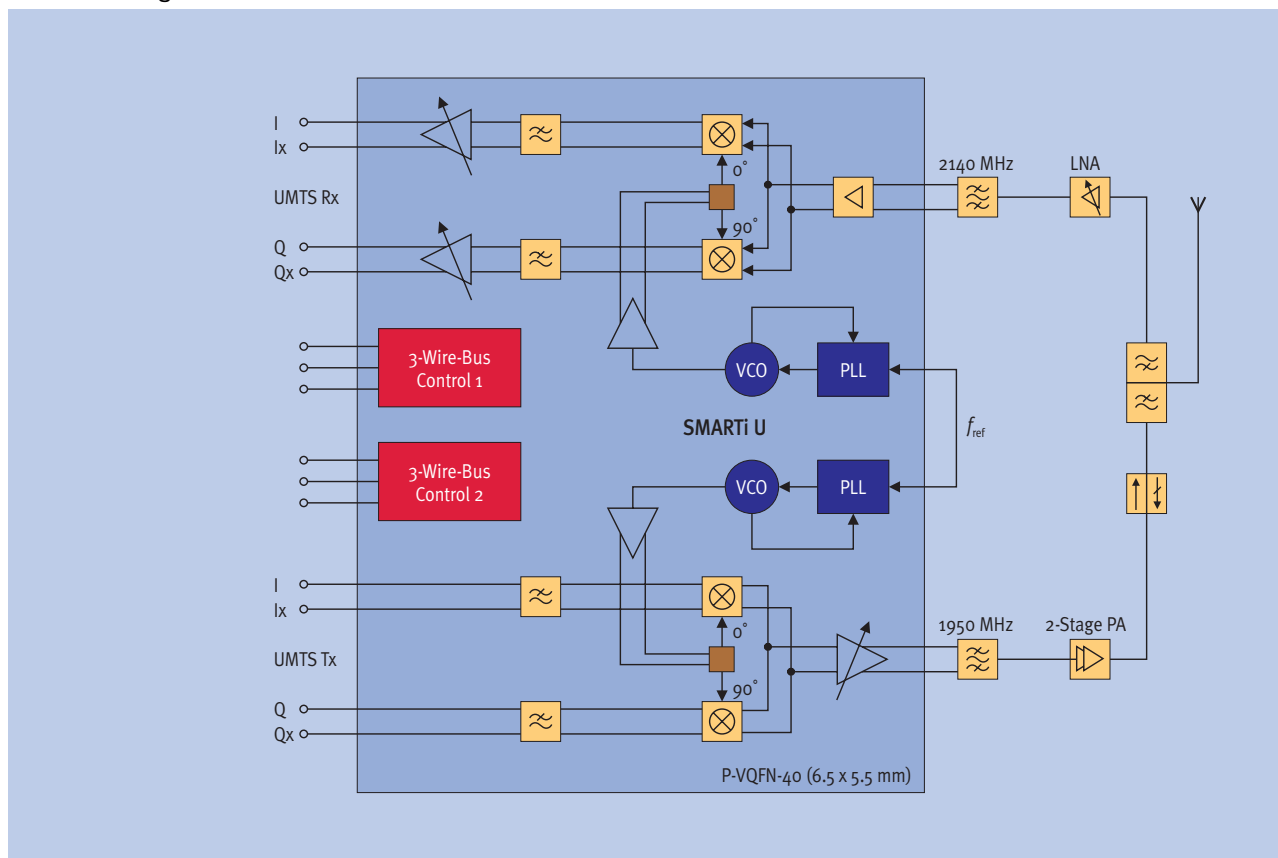 I
Ix
UMTS Rx
Q
Qx
0°
90°
2140 MHz
LNA
3-Wire-Bus
Control 1
VCO
PLL
SMARTi U
f ref
3-Wire-Bus
Control 2
VCO
PLL
I
Ix
UMTS Tx
Q
Qx
0°
90°
1950 MHz
2-Stage PA
P-VQFN-40 (6.5 x 5.5 mm)